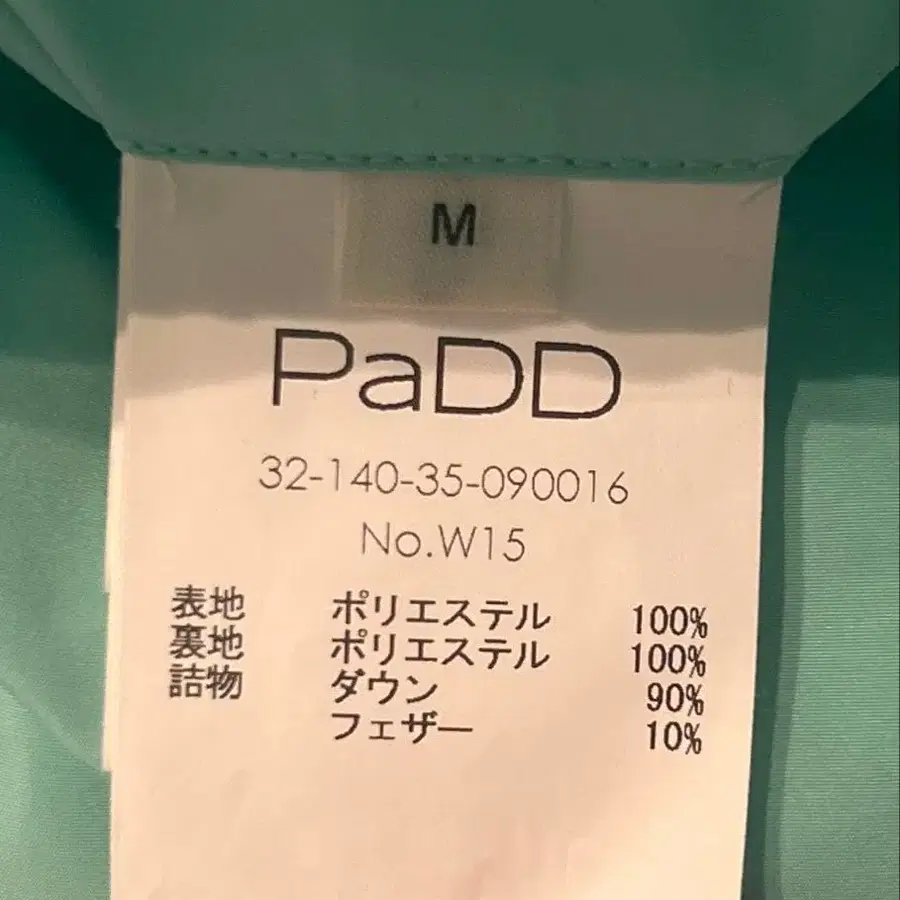 M
PaDD
32-140-35-090016
No.W15
表地 ポリエステル 100%
裏地 ポリエステル 100%
詰物 ダウン 90%
フェザー 10%